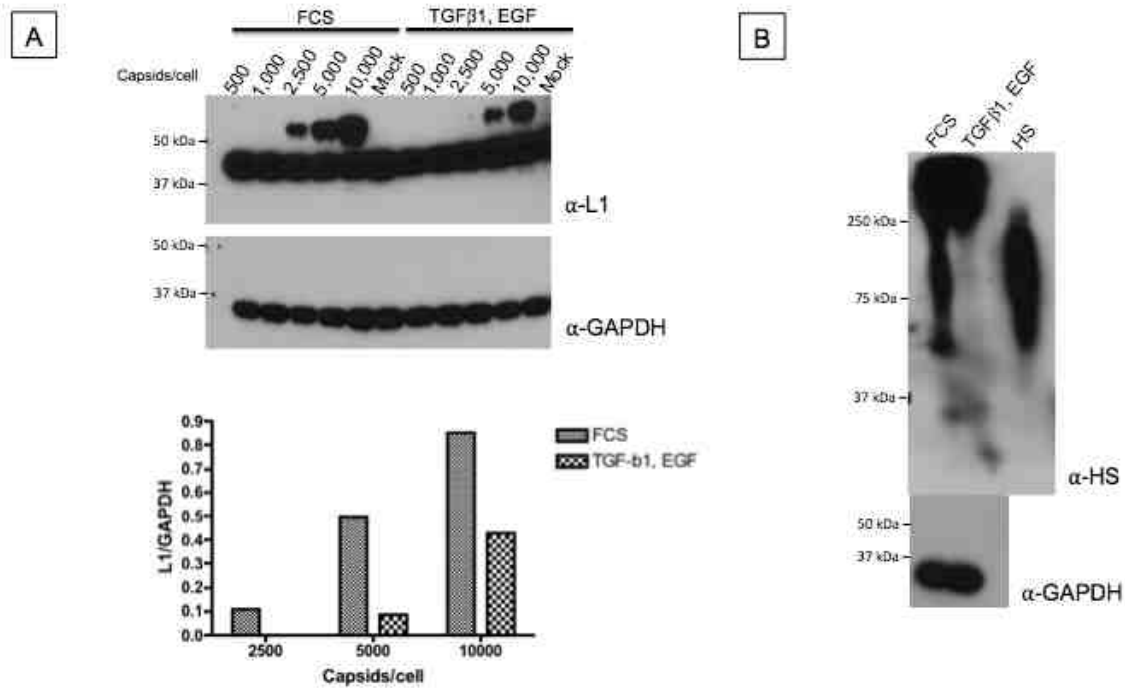 A
FCS
TGFβ1, EGF
Capsids/cell
500
1,000
2,500
5,000
10,000
Mock
500
1,000
2,500
5,000
10,000
Mock
50 kDa
37 kDa
α-L1
50 kDa
37 kDa
α-GAPDH
0.9
0.8
0.7
0.6
0.5
0.4
0.3
0.2
0.1
0.0
L1/GAPDH
2500
5000
10000
Capsids/cell
FCS
TGF-b1, EGF
B
FCS
TGFβ1, EGF
HS
250 kDa
75 kDa
37 kDa
α-HS
50 kDa
37 kDa
α-GAPDH